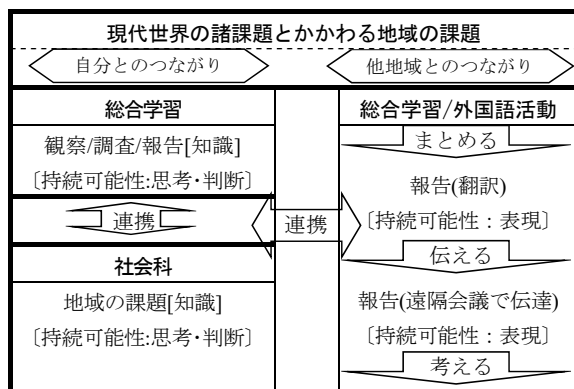 現代世界の諸課題とかかわる地域の課題
自分とのつながり
他地域とのつながり
総合学習
観察/調査/報告[知識]
〔持続可能性:思考・判断〕
連携
社会科
地域の課題[知識]
〔持続可能性:思考・判断〕
連携
総合学習/外国語活動
まとめる
報告(翻訳)
〔持続可能性：表現〕
伝える
報告(遠隔会議で伝達)
〔持続可能性：表現〕
考える